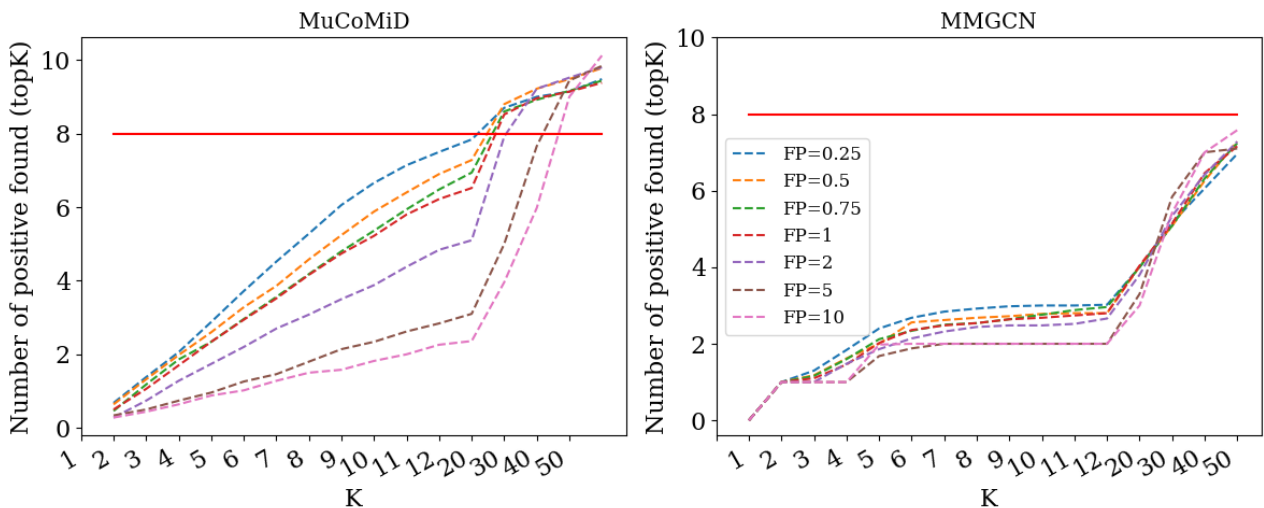 MuCoMiD
Number of positive found (topK)
10
8
6
4
2
0
1 2 3 4 5 6 7 8 9 10 11 12 20 30 40 50
K
MMGCN
Number of positive found (topK)
10
8
6
4
2
0
FP=0.25
FP=0.5
FP=0.75
FP=1
FP=2
FP=5
FP=10
1 2 3 4 5 6 7 8 9 10 11 12 20 30 40 50
K